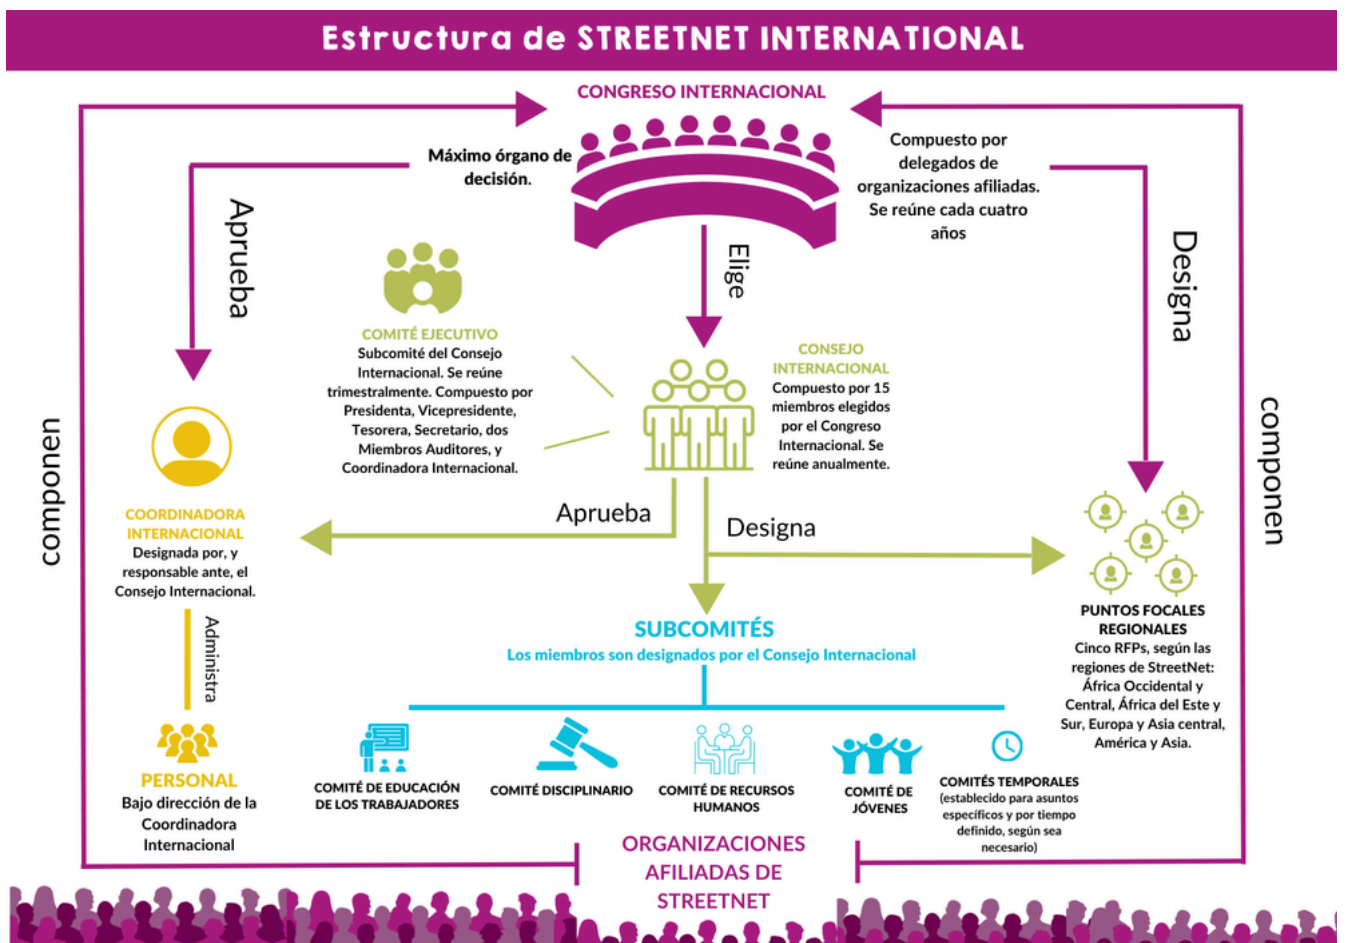 Estructura de STREETNET INTERNATIONAL
CONGRESO INTERNACIONAL
Máximo órgano de
decisión.
Compuesto por
delegados de
organizaciones afiliadas.
Se reúne cada cuatro
años
Aprueba
Elige
Designa
componen
componen
COMITÉ EJECUTIVO
Subcomité del Consejo
Internacional. Se reúne
trimestralmente. Compuesto por
Presidenta, Vicepresidente,
Tesorera, Secretario, dos
Miembros Auditores, y
Coordinadora Internacional.
CONSEJO
INTERNACIONAL
Compuesto por 15
miembros elegidos
por el Congreso
Internacional. Se
reúne anualmente.
Aprueba
Designa
COORDINADORA
INTERNACIONAL
Designada por, y
responsable ante, el
Consejo Internacional.
Administra
PERSONAL
Bajo dirección de la
Coordinadora
Internacional
PUNTOS FOCALES
REGIONALES
Cinco RFPs, según las
regiones de StreetNet:
África Occidental y
Central, África del Este y
Sur, Europa y Asia central,
América y Asia.
SUBCOMITÉS
Los miembros son designados por el Consejo Internacional
COMITÉ DE EDUCACIÓN
DE LOS TRABAJADORES
COMITÉ DISCIPLINARIO
COMITÉ DE RECURSOS
HUMANOS
COMITÉ DE
JÓVENES
COMITÉS TEMPORALES
(establecido para asuntos
específicos y por tiempo
definido, según sea
necesario)
ORGANIZACIONES
AFILIADAS DE
STREETNET